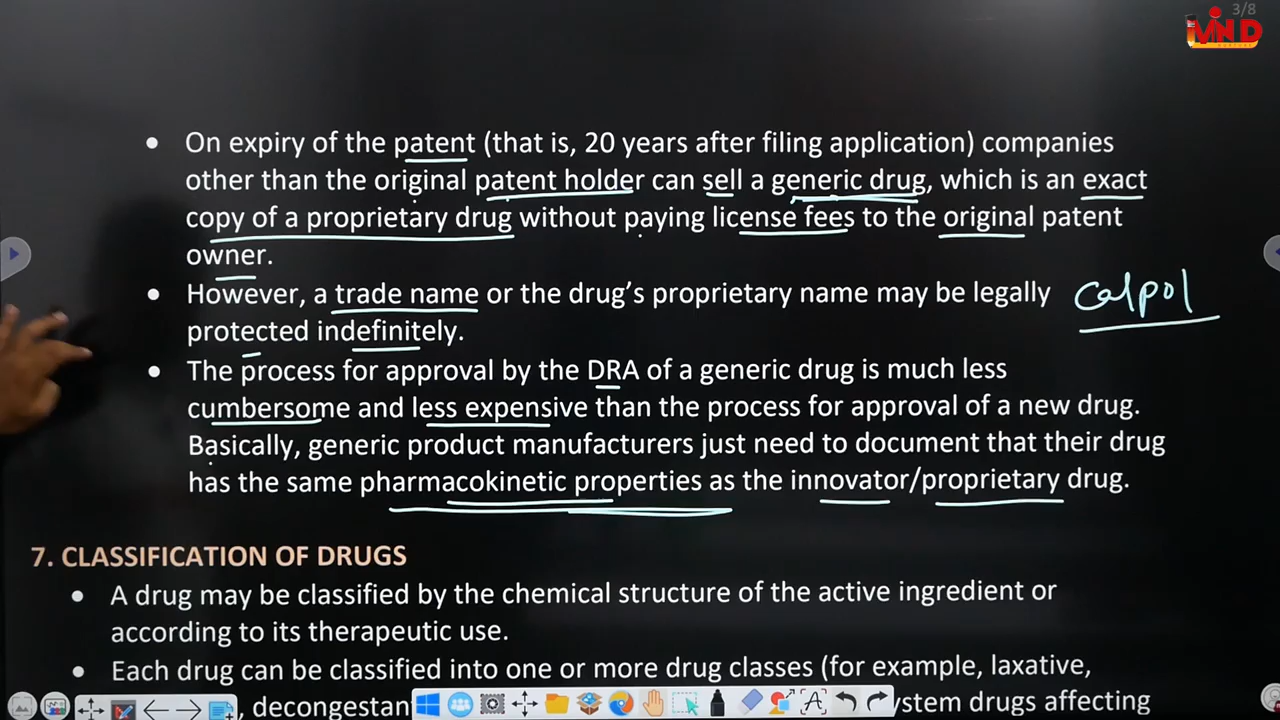 3/8
MIND
• On expiry of the patent (that is, 20 years after filing application) companies
other than the original patent holder can sell a generic drug, which is an exact
copy of a proprietary drug without paying license fees to the original patent
owner.
• However, a trade name or the drug's proprietary name may be legally calpol
protected indefinitely.
• The process for approval by the DRA of a generic drug is much less
cumbersome and less expensive than the process for approval of a new drug.
Basically, generic product manufacturers just need to document that their drug
has the same pharmacokinetic properties as the innovator/proprietary drug.
7. CLASSIFICATION OF DRUGS
• A drug may be classified by the chemical structure of the active ingredient or
according to its therapeutic use.
• Each drug can be classified into one or more drug classes (for example, laxative,
, decongestan ystem drugs affecting